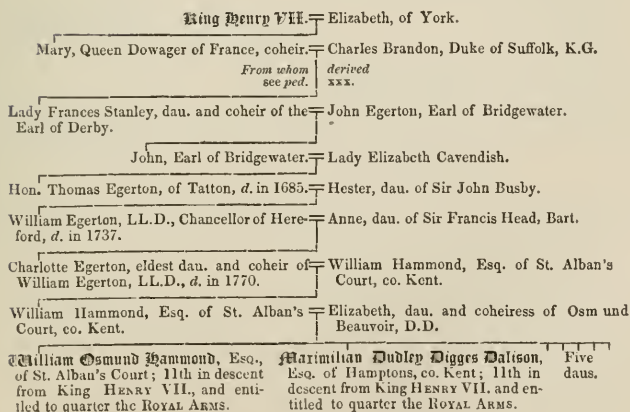 King Henry VII. Elizabeth, of York.
Mary, Queen Dowager of France, coheir. Charles Brandon, Duke of Suffolk, K.G.
From whom derived
see ped. xxx.
Lady Frances Stanley, dau. and coheir of the John Egerton, Earl of Bridgewater.
Earl of Derby.
John, Earl of Bridgewater. Lady Elizabeth Cavendish.
Hon. Thomas Egerton, of Tatton, d. in 1685. Hester, dau. of Sir John Busby.
William Egerton, LL.D., Chancellor of Here- Anne, dau. of Sir Francis Head, Bart.
ford, d. in 1737.
Charlotte Egerton, eldest dau. and coheir of William Hammond, Esq. of St. Alban's
William Egerton, LL.D., d. in 1770. Court, co. Kent.
William Hammond, Esq. of St. Alban's Elizabeth, dau. and coheiress of Osmund
Court, co. Kent. Beauvoir, D.D.
William Osmund Hammond, Esq., Maximilian Dudley Digges Dalison, Five
of St. Alban's Court; 11th in descent Esq. of Hamptons, co. Kent; 11th in daus.
from King HENRY VII., and enti- descent from King HENRY VII. and en-
tled to quarter the ROYAL ARMS. titled to quarter the ROYAL ARMS.